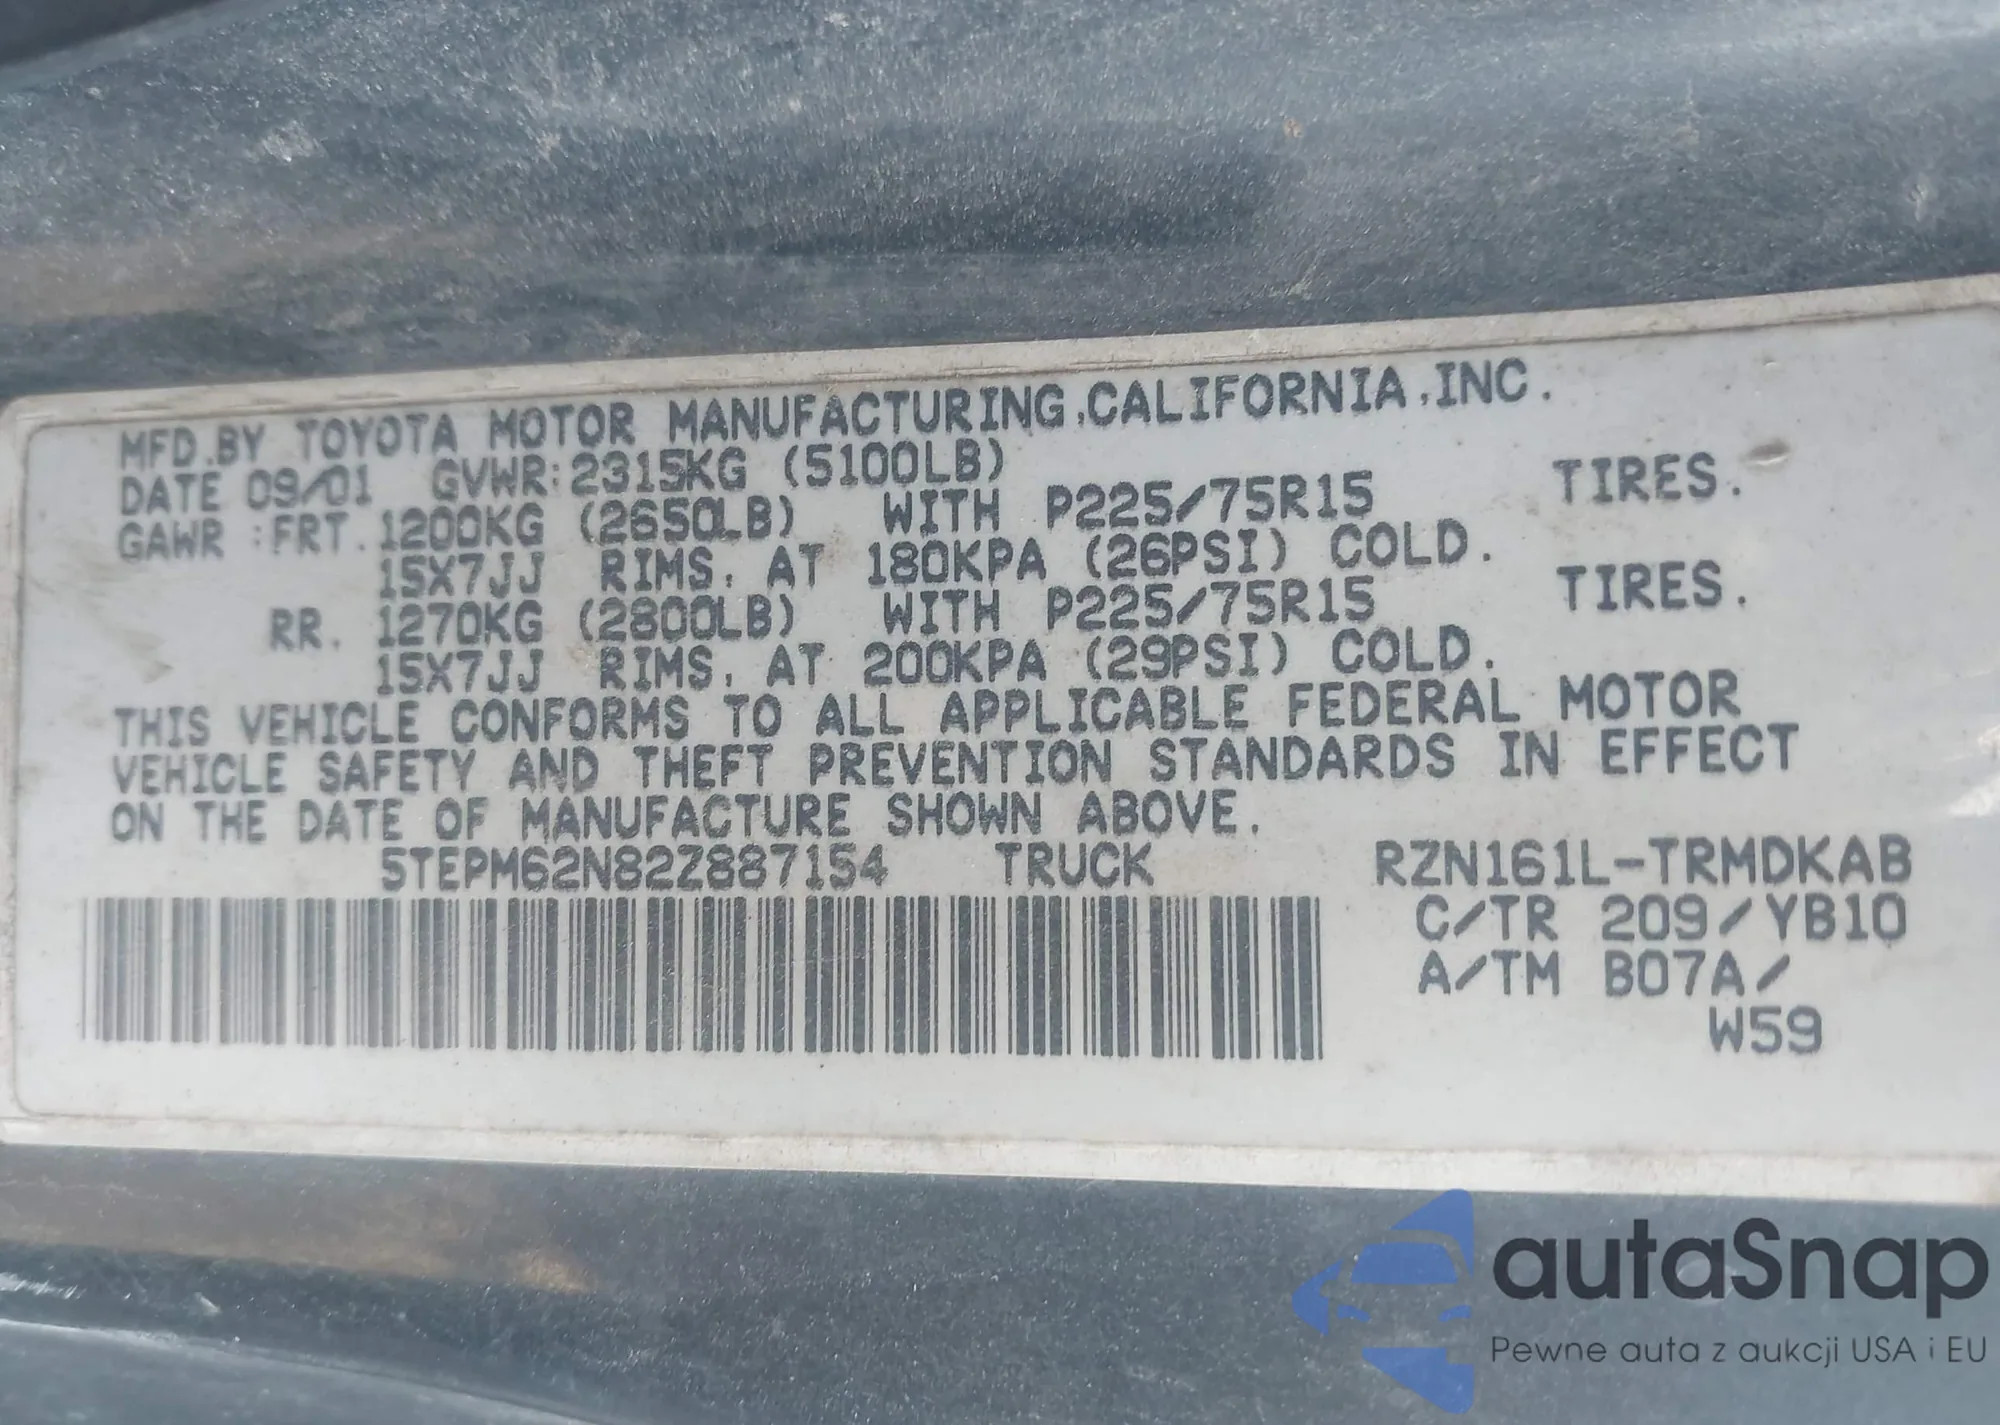 MFD.BY TOYOTA MOTOR MANUFACTURING,CALIFORNIA,INC.
DATE 09/01 GVWR:2315KG (5100LB)
GAWR :FRT. 1200KG (2650LB) WITH P225/75R15 TIRES.
15X7JJ RIMS, AT 180KPA (26PSI) COLD.
RR. 1270KG (2800LB) WITH P225/75R15 TIRES.
15X7JJ RIMS, AT 200KPA (29PSI) COLD.
THIS VEHICLE CONFORMS TO ALL APPLICABLE FEDERAL MOTOR
VEHICLE SAFETY AND THEFT PREVENTION STANDARDS IN EFFECT
ON THE DATE OF MANUFACTURE SHOWN ABOVE.
5TEPM62N82Z887154 TRUCK RZN161L-TRMDKAB
C/TR 209/YB10
A/TM B07A/
W59
autaSnap
Pewne auta z aukcji USA i EU